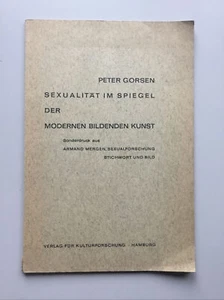 PETER GORSEN
SEXUALITÄT IM SPIEGEL
DER
MODERNEN BILDENDEN KUNST
Sonderdruck aus
ARMAND MERGEN, SEXUALFORSCHUNG
STICHWORT UND BILD
VERLAG FÜR KULTURFORSCHUNG · HAMBURG